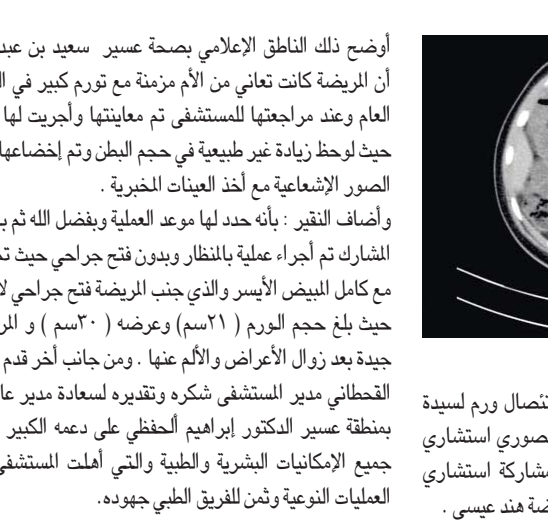 تئصال ورم لسيدة
صوري استشاري
مشاركة استشاري
ضة هند عيسى .
أوضح ذلك الناطق الإعلامي بصحة عسير سعيد بن عبد
أن المريضة كانت تعاني من الأم مزمنة مع تورم كبير في ال
العام وعند مراجعتها للمستشفى تم معاينتها وأجريت لها
حيث لوحظ زيادة غير طبيعية في حجم البطن وتم إخضاعها
الصور الإشعاعية مع أخذ العينات المخبرية .
وأضاف النقير : بأنه حدد لها موعد العملية وبفضل الله ثم ب
المشارك تم أجراء عملية بالمنظار وبدون فتح جراحي حيث تم
مع كامل المبيض الأيسر والذي جنب المريضة فتح جراحي لا
حيث بلغ حجم الورم ( ٢١سم) وعرضه ( ٣٠سم ) و المر
جيدة بعد زوال الأعراض والألم عنها . ومن جانب أخر قدم
القحطاني مدير المستشفى شكره وتقديره لسعادة مدير عا
بمنطقة عسير الدكتور إبراهيم ألحفظي على دعمه الكبير
جميع الإمكانيات البشرية والطبية والتي أهلت المستشفى
العمليات النوعية وثمن للفريق الطبي جهوده.